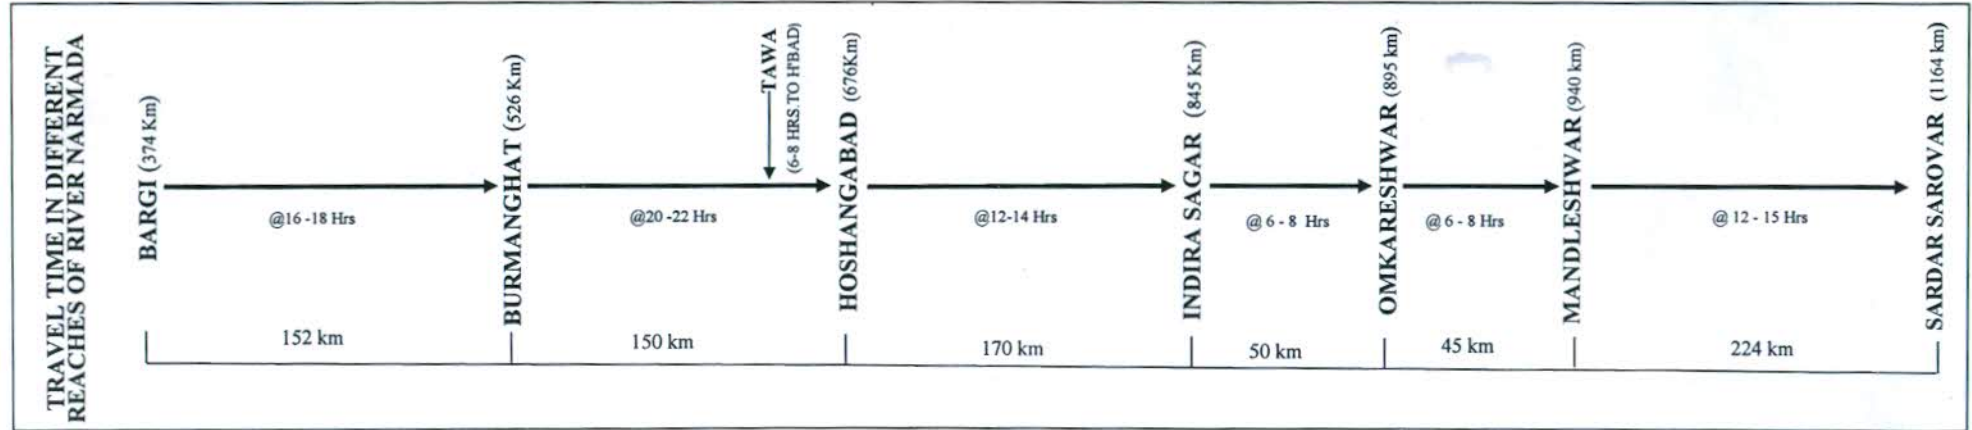 TRAVEL TIME IN DIFFERENT
REACHES OF RIVER NARMADA
BARGI (374 Km)
BURMANGHAT (526 Km)
TAWA
(6-8 HRS.TO H'BAD)
HOSHANGABAD (676Km)
INDIRA SAGAR (845 Km)
OMKARESHWAR (895 km)
MANDLESHWAR (940 km)
SARDAR SAROVAR (1164 km)
@16 -18 Hrs
@20 -22 Hrs
@12-14 Hrs
@ 6 - 8 Hrs
@ 6 - 8 Hrs
@ 12 - 15 Hrs
152 km
150 km
170 km
50 km
45 km
224 km